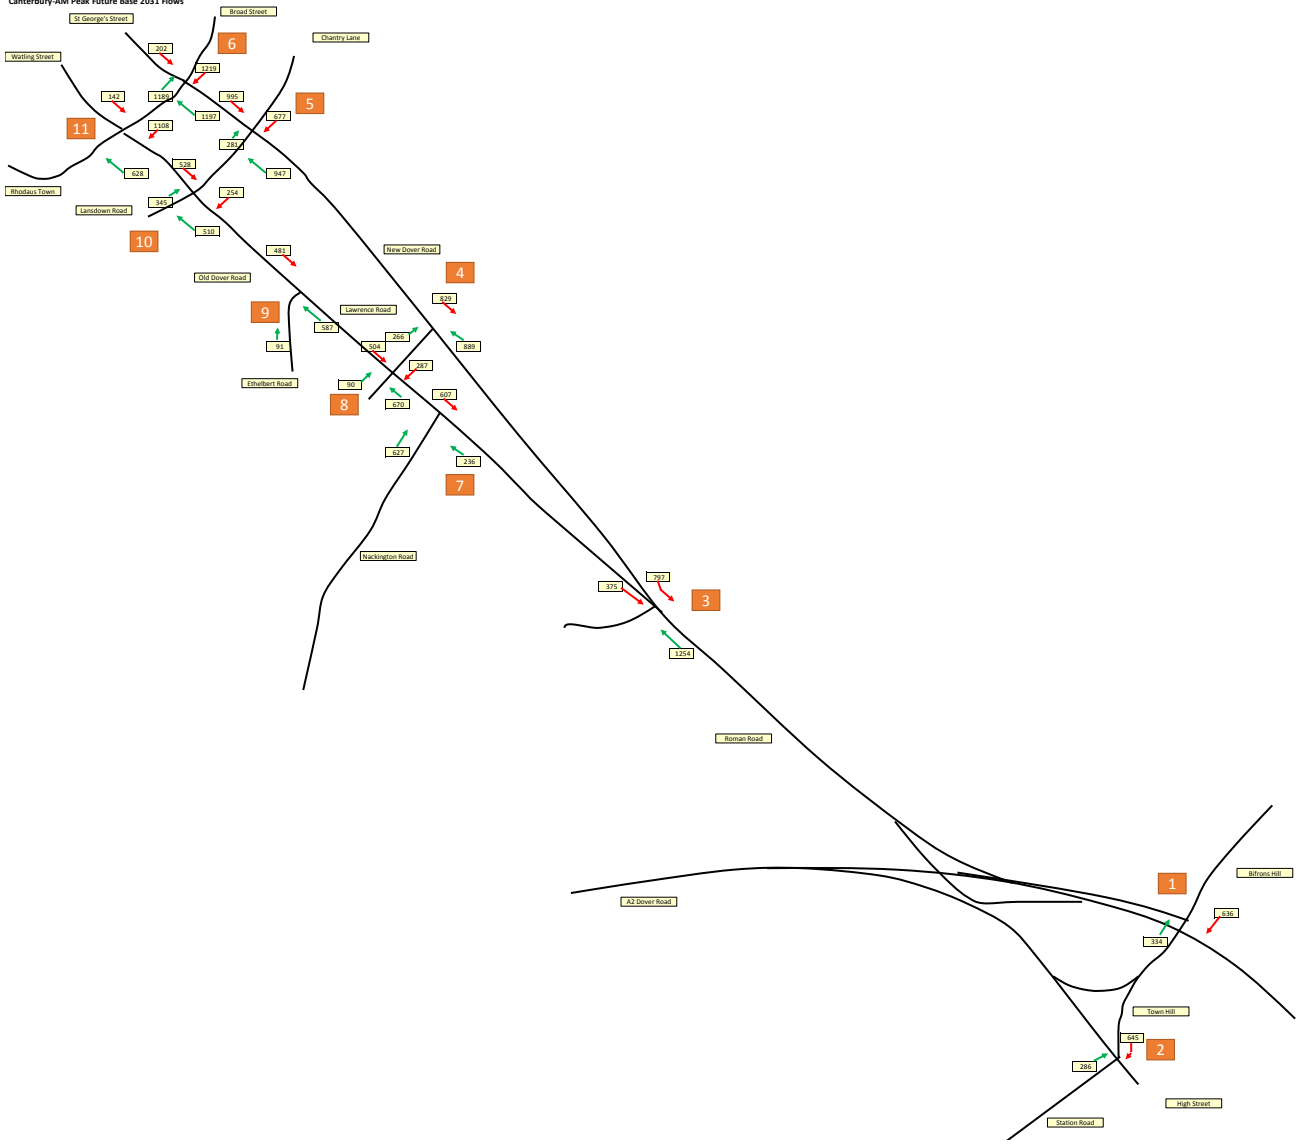 Canterbury-AM Peak Future Base 2031 Flows
Broad Street
St George's Street
Chantry Lane
6
202
Watling Street
1219
1189
142
995
5
1197
677
11
1108
281
528
628
947
Rhodaus Town
345
254
Lansdown Road
510
10
481
New Dover Road
4
Old Dover Road
829
9
Lawrence Road
587
266
91
504
889
287
Ethelbert Road
90
607
8
670
627
236
7
Nackington Road
797
375
3
1254
Roman Road
Bifrons Hill
1
A2 Dover Road
636
334
Town Hill
645
2
286
High Street
Station Road